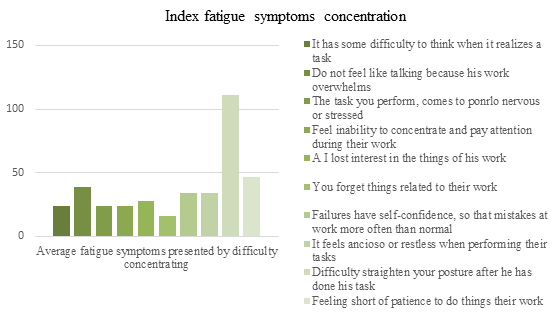 Index fatigue symptoms concentration
150
100
50
0
Average fatigue symptoms presented by difficulty
concentrating
It has some difficulty to think when it realizes a
task
Do not feel like talking because his work
overwhelms
The task you perform, comes to ponrlo nervous
or stressed
Feel inability to concentrate and pay attention
during their work
A I lost interest in the things of his work
You forget things related to their work
Failures have self-confidence, so that mistakes at
work more often than normal
It feels ancioso or restless when performing their
tasks
Difficulty straighten your posture after he has
done his task
Feeling short of patience to do things their work